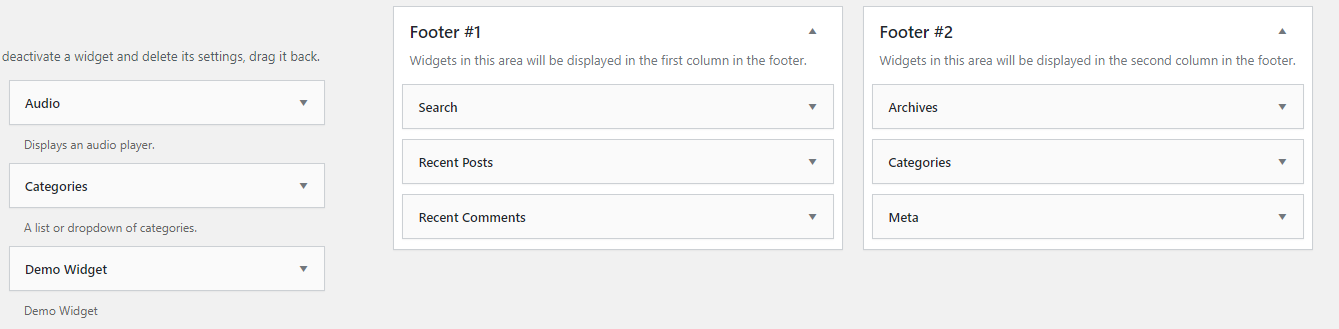 deactivate a widget and delete its settings, drag it back.
Audio
Displays an audio player.
Categories
A list or dropdown of categories.
Demo Widget
Demo Widget
Footer #1
Widgets in this area will be displayed in the first column in the footer.
Search
Recent Posts
Recent Comments
Footer #2
Widgets in this area will be displayed in the second column in the footer.
Archives
Categories
Meta